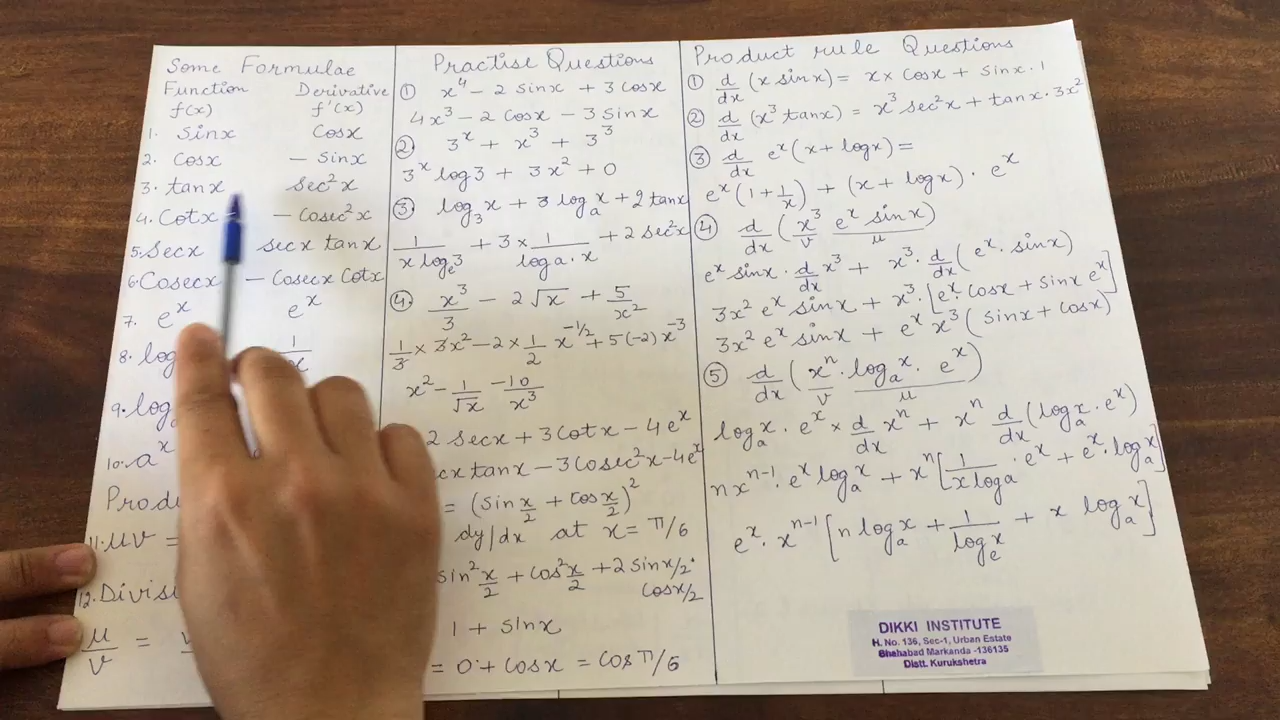 Some Formulae
Function Derivative
f(x) f'(x)
1. sinx cosx
2. cosx - sinx
3. tanx sec²x
4. Cotx - Cosec²x
5. Secx secx tanx
6. Cosecx - Cosecx Cotx
7. eˣ eˣ
8. log 1/x
9. log
10. aˣ
11. uv =
12.
u/v =
Practise Questions
① x⁴ - 2 sinx + 3 cosx
4x³ - 2 cosx - 3 sinx
② 3ˣ + x³ + 3³
3ˣ log3 + 3x² + 0
③ log₃x + 3 logₐx + 2 tanx
1/(x logₑ3) + 3 × 1/(loga · x) + 2 sec²x
④ x³/3 - 2√x + 5/x²
1/3 × 3x² - 2 × 1/2 x^(-1/2) + 5(-2)x⁻³
x² - 1/√x - 10/x³
2 secx + 3 Cotx - 4eˣ
tanx - 3 Cosec²x - 4eˣ
= (sin x/2 + cos x/2)²
dy/dx at x = π/6
sin² x/2 + cos² x/2 + 2 sin x/2 ·
cos x/2
1 + sinx
= 0 + cosx = cos π/6
Product rule Questions
① d/dx (x sinx) = x × cosx + sinx · 1
② d/dx (x³ tanx) = x³ sec²x + tanx · 3x²
③ d/dx eˣ(x + logx) =
eˣ(1 + 1/x) + (x + logx) · eˣ
④ d/dx (x³ eˣ sinx)
v u
eˣ sinx · d/dx x³ + x³ · d/dx (eˣ · sinx)
3x² eˣ sinx + x³ · [eˣ · cosx + sinx eˣ]
3x² eˣ sinx + eˣ x³ (sinx + cosx)
⑤ d/dx (xⁿ · logₐx · eˣ)
v u
logₐx · eˣ × d/dx xⁿ + xⁿ d/dx (logₐx · eˣ)
nxⁿ⁻¹ · eˣ logₐx + xⁿ [1/(x loga) · eˣ + eˣ · logₐx]
eˣ · xⁿ⁻¹ [n logₐx + 1/logₑx + x logₐx]
DIKKI INSTITUTE
H. No. 136, Sec-1, Urban Estate
Shahabad Markanda -136135
Distt. Kurukshetra